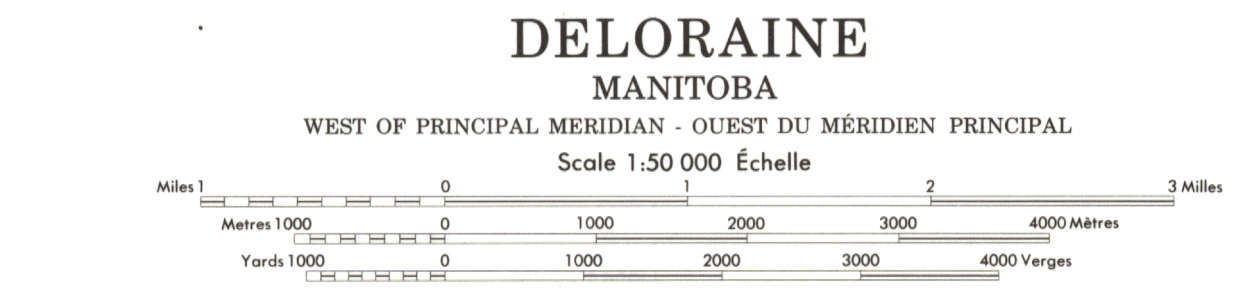 DELORAINE
MANITOBA
WEST OF PRINCIPAL MERIDIAN - OUEST DU MÉRIDIEN PRINCIPAL
Scale 1:50 000 Échelle
Miles 1 0 1 2 3 Milles
Metres 1000 0 1000 2000 3000 4000 Mètres
Yards 1000 0 1000 2000 3000 4000 Verges